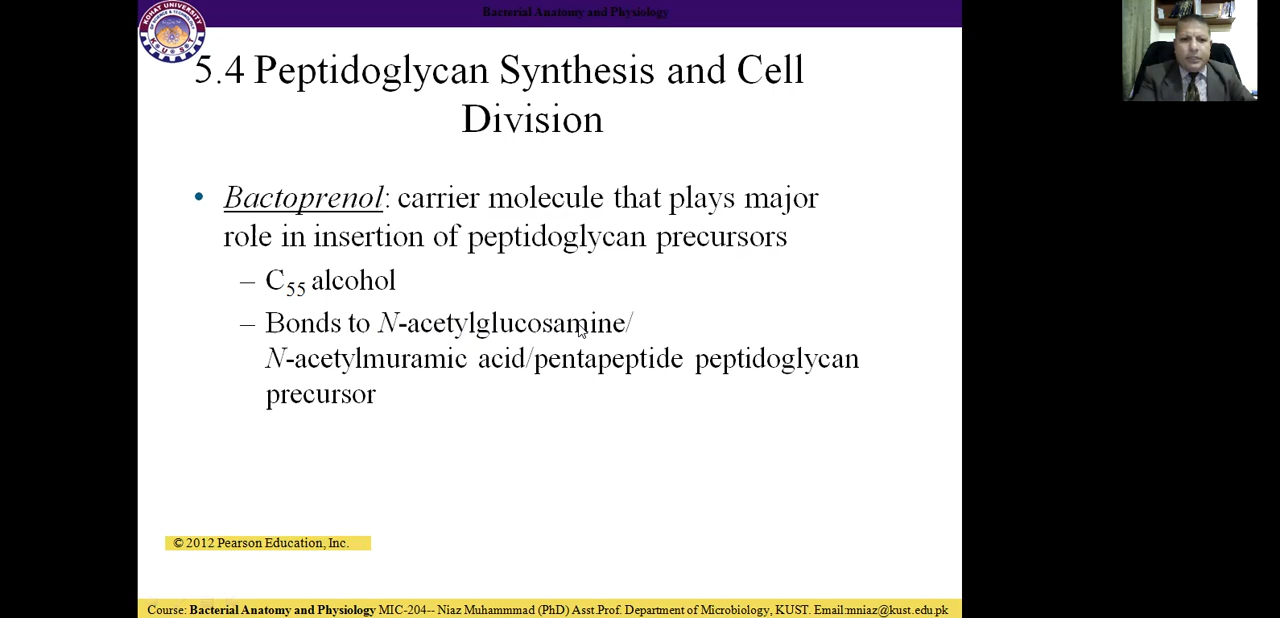 Bacterial Anatomy and Physiology
KOHAT UNIVERSITY
K U S T
5.4 Peptidoglycan Synthesis and Cell
Division
• Bactoprenol: carrier molecule that plays major
role in insertion of peptidoglycan precursors
– C₅₅ alcohol
– Bonds to N-acetylglucosamine/
N-acetylmuramic acid/pentapeptide peptidoglycan
precursor
© 2012 Pearson Education, Inc.
Course: Bacterial Anatomy and Physiology MIC-204-- Niaz Muhammmad (PhD) Asst.Prof. Department of Microbiology, KUST. Email:mniaz@kust.edu.pk